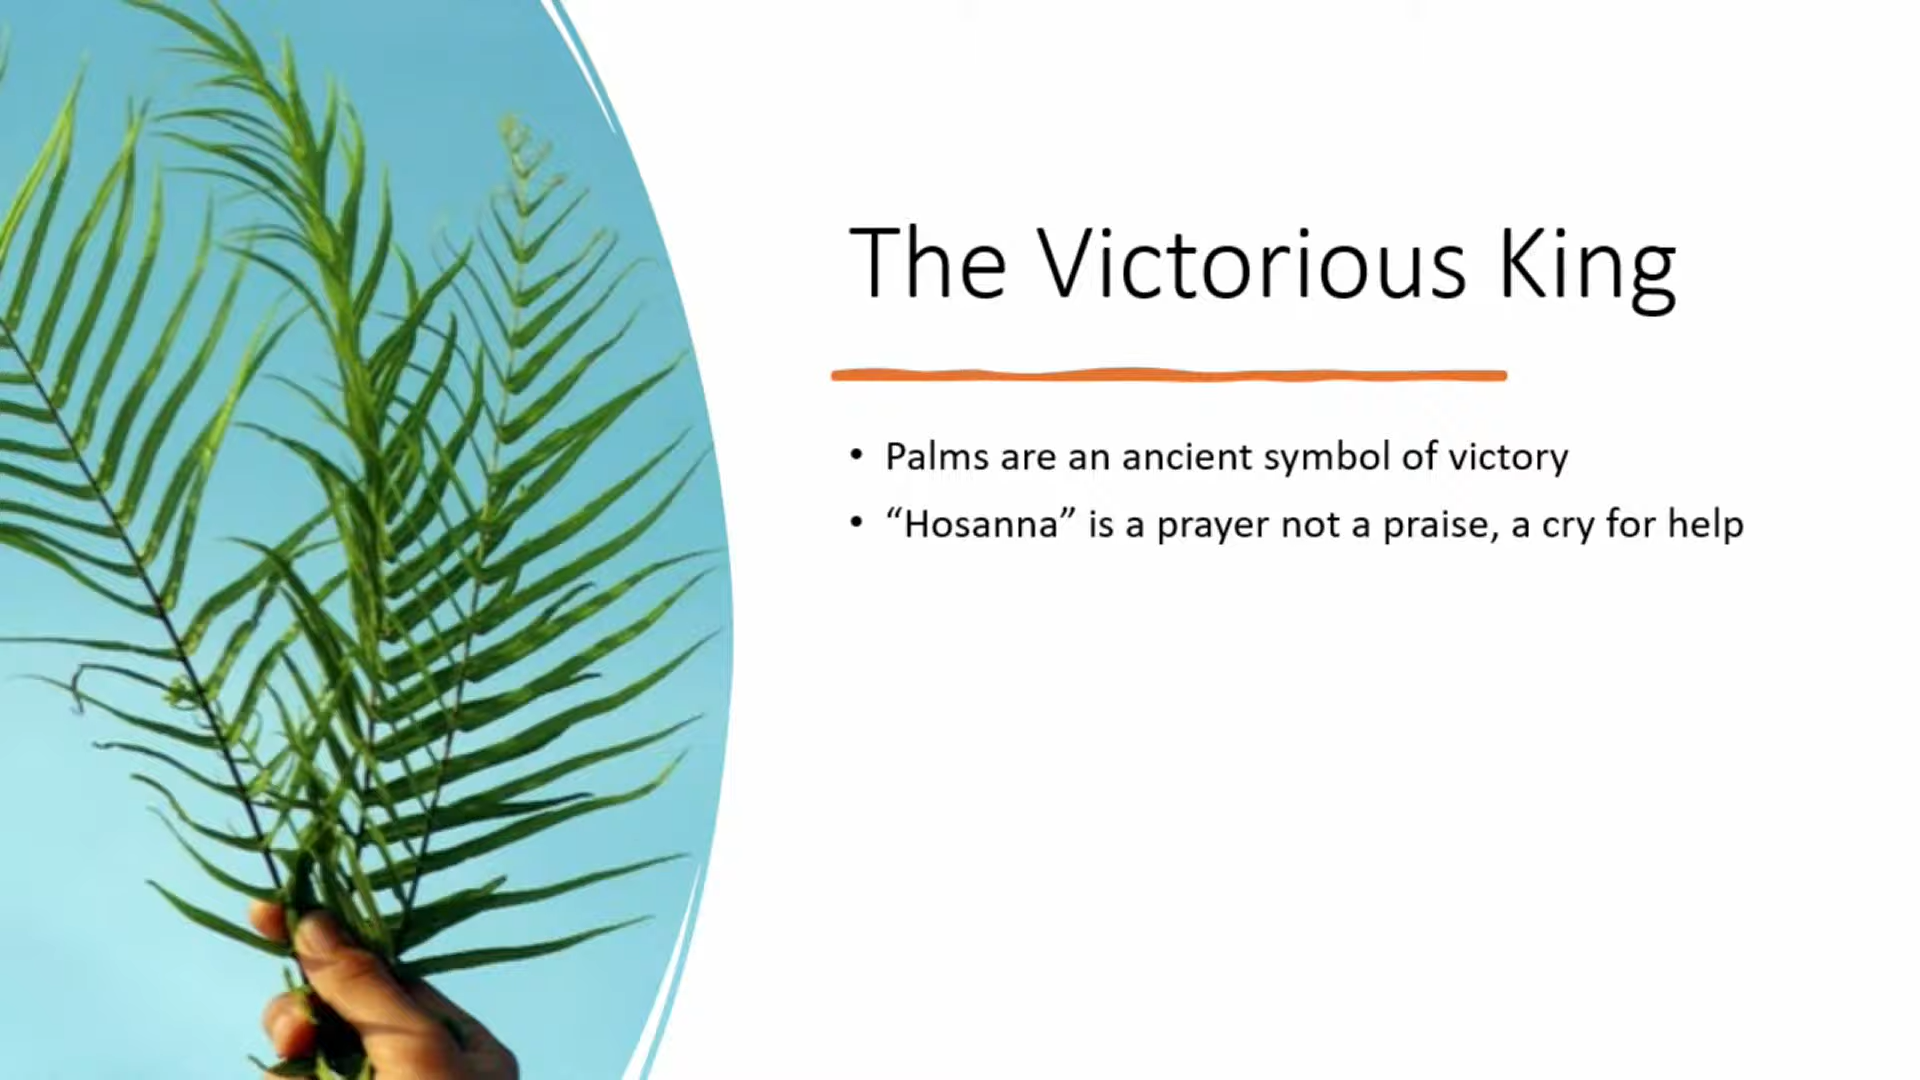 The Victorious King
• Palms are an ancient symbol of victory
• “Hosanna” is a prayer not a praise, a cry for help